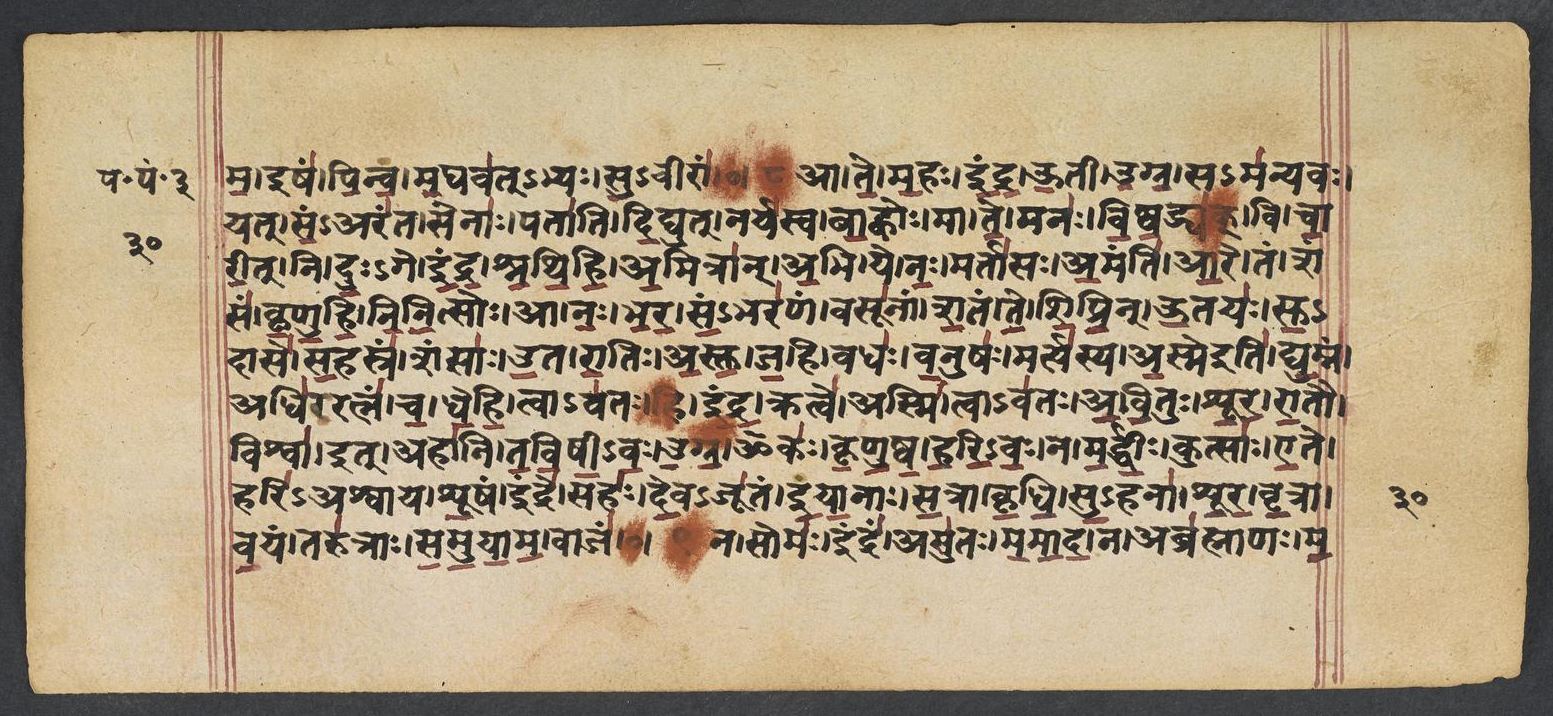 प॰पं॰३
३०
म।इषं।पिन्व।मघवत्ऽभ्यः।सुऽवीरां।०। ८ आ।ते।महः।इंद्र।ऊती।उग्र।सऽमन्यवः।
यत्।संऽअरंत।सेनाः।पताति।दिद्युत्।नर्यस्य।बाह्वोः।मा।ते।मनः।विष्वद्र्यक्।वि।चा
रीत्।नि।दुःऽगे।इंद्र।श्नथिहि।अमित्रान्।अभि।ये।नः।मर्तासः।अमंति।आरे।तं।शं
सं।कृणुहि।निनित्सोः।आ।नः।भर।संऽभरणं।वसूनां।शतं।ते।शिप्रिन्।ऊतयः।सुऽ
दासे।सहस्रं।शंसाः।उत।रातिः।अस्तु।जहि।वधः।वनुषः।मर्त्यस्य।अस्मेइति।द्युम्नं।
अधि।रत्नं।च।धेहि।त्वाऽवतः।हि।इंद्र।क्रत्वे।अस्मि।त्वाऽवतः।अवितुः।शूर।रातौ।
विश्वा।इत्।अहानि।तविषीऽवः।उग्र।ओकः।कृणुष्व।हरिऽवः।न।मर्द्धीः।कुत्साः।एते।
हरिऽअश्वाय।शूषं।इंद्रे।सहः।देवऽजूतं।इयानाः।सत्रा।कृधि।सुऽहना।शूर।वृत्रा।
वयं।तरुत्राः।सनुयाम।वाजं।०। ९ न।सोमः।इंद्रं।असुतः।ममाद।न।अब्रह्माणः।म
३०